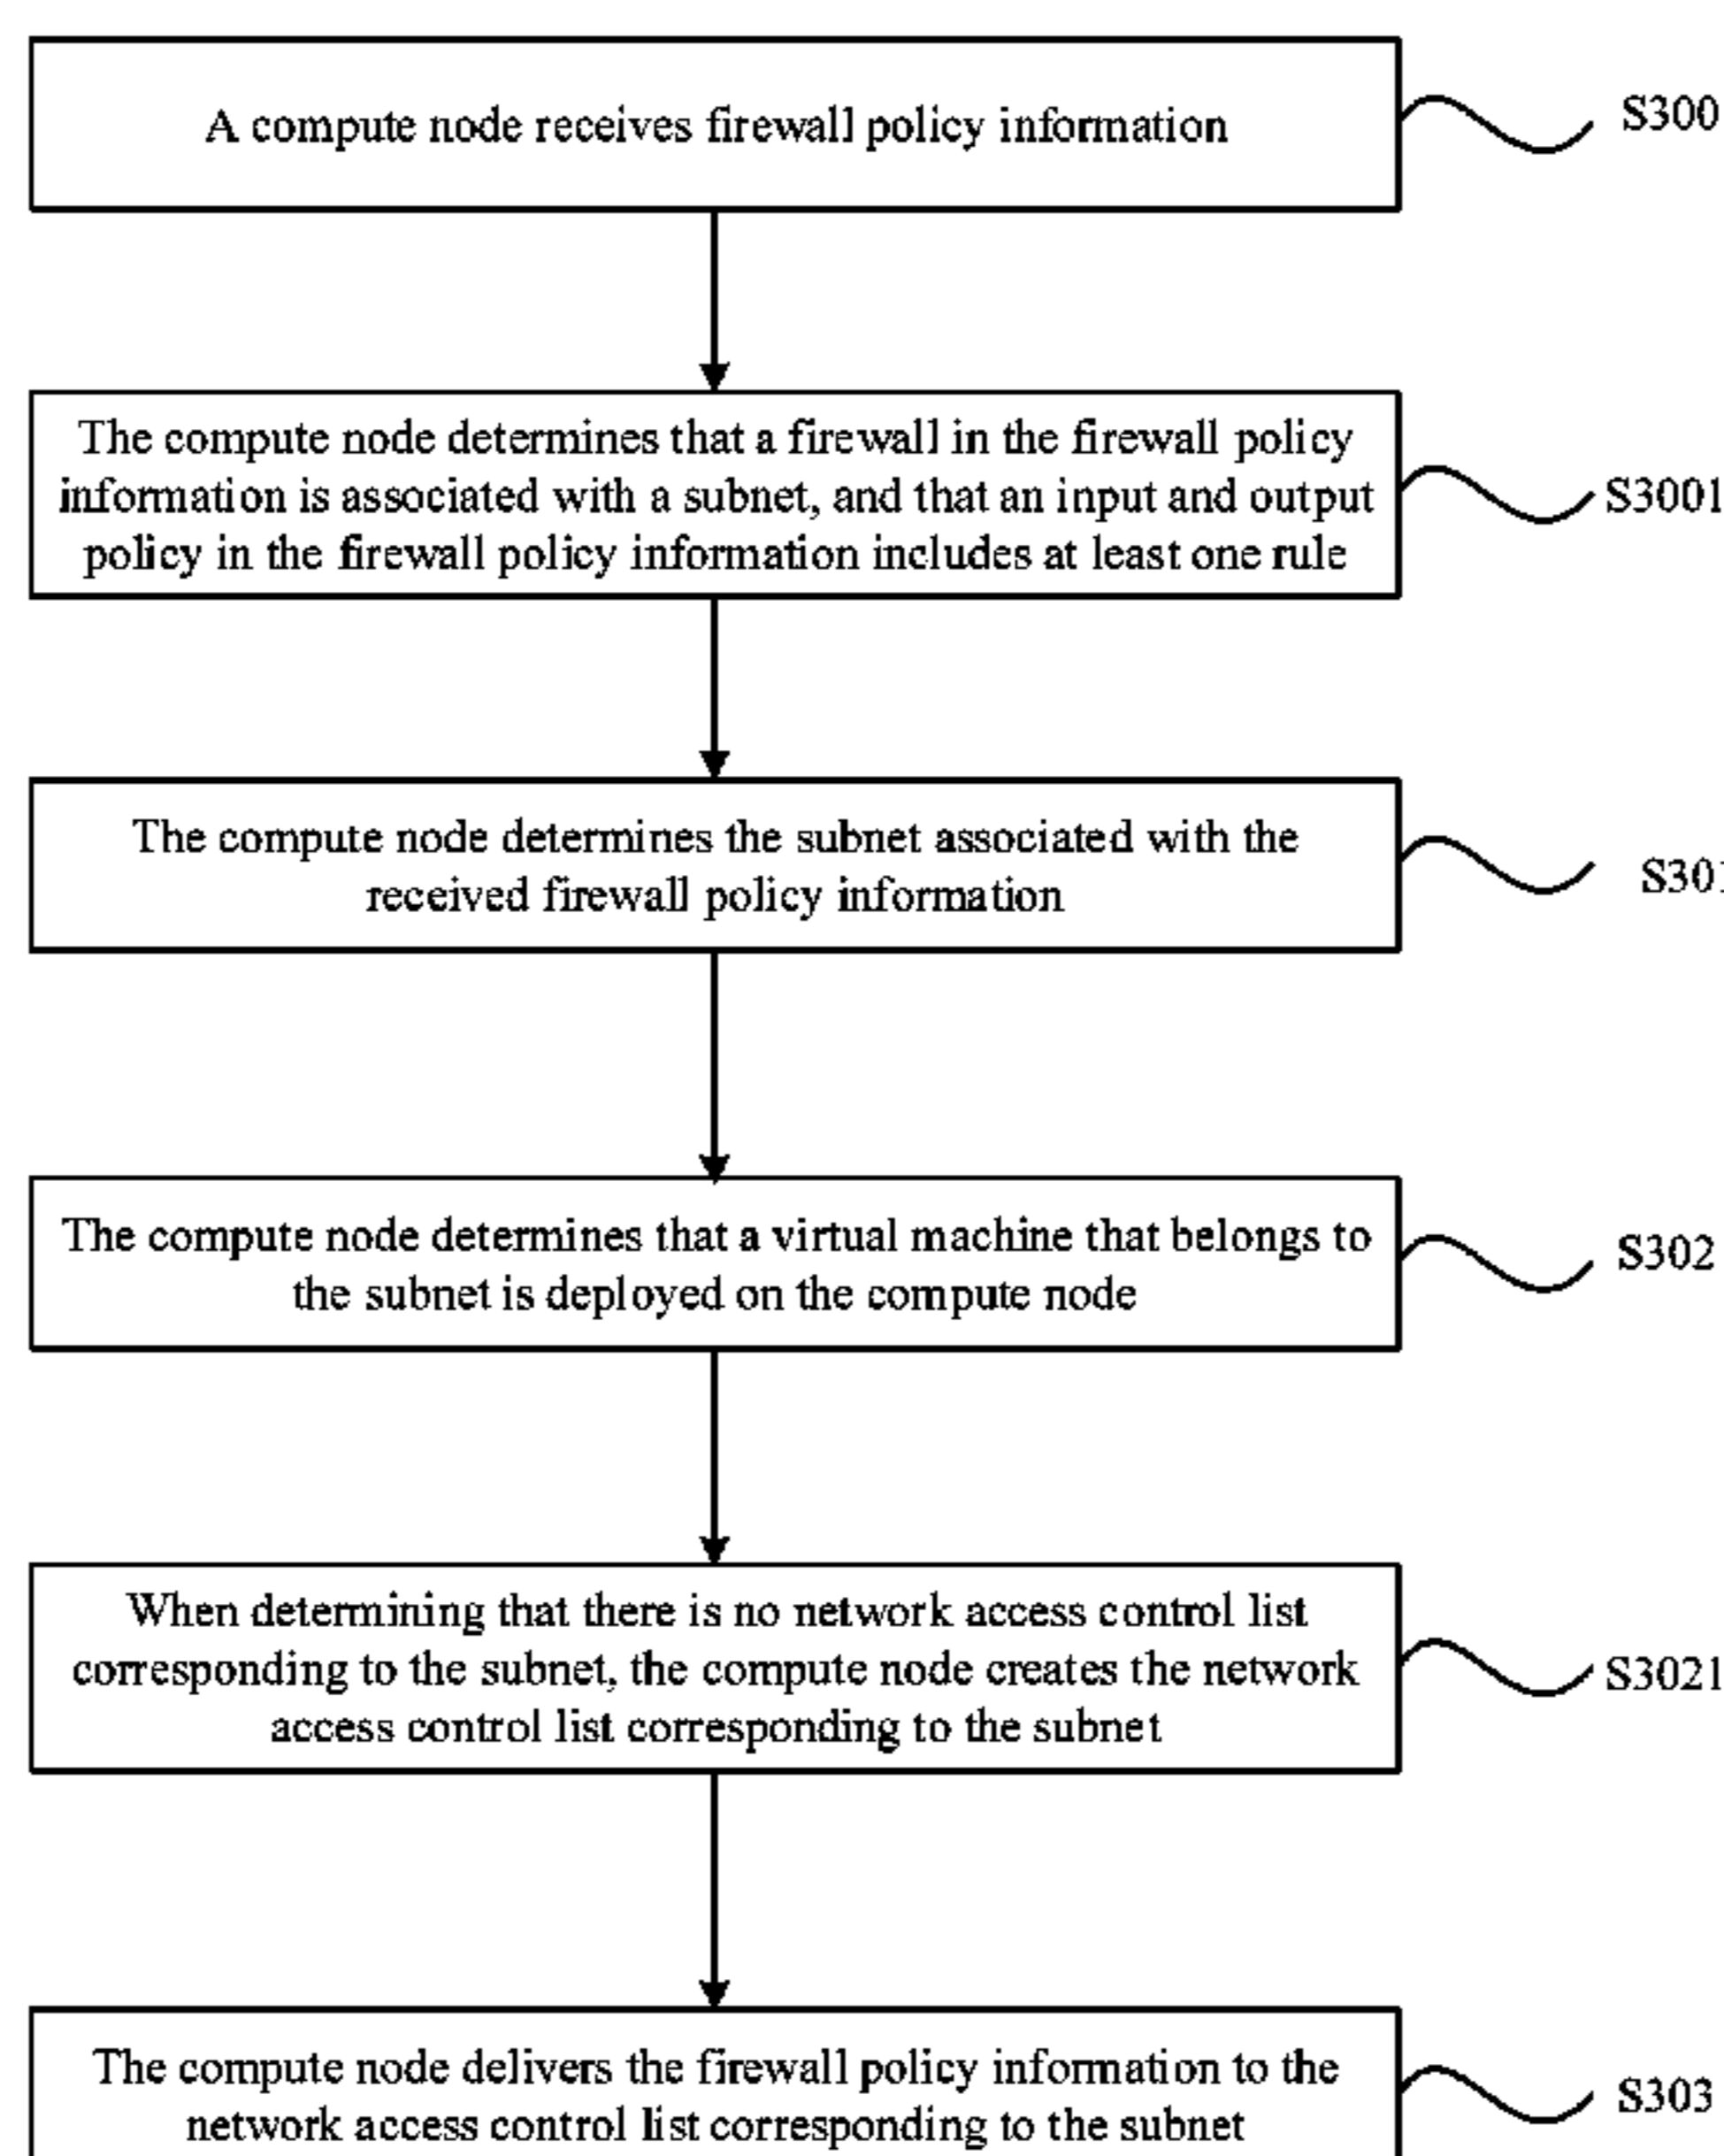 A compute node receives firewall policy information
S300
The compute node determines that a firewall in the firewall policy
information is associated with a subnet, and that an input and output
policy in the firewall policy information includes at least one rule
S3001
The compute node determines the subnet associated with the
received firewall policy information
S301
The compute node determines that a virtual machine that belongs to
the subnet is deployed on the compute node
S302
When determining that there is no network access control list
corresponding to the subnet, the compute node creates the network
access control list corresponding to the subnet
S3021
The compute node delivers the firewall policy information to the
network access control list corresponding to the subnet
S303